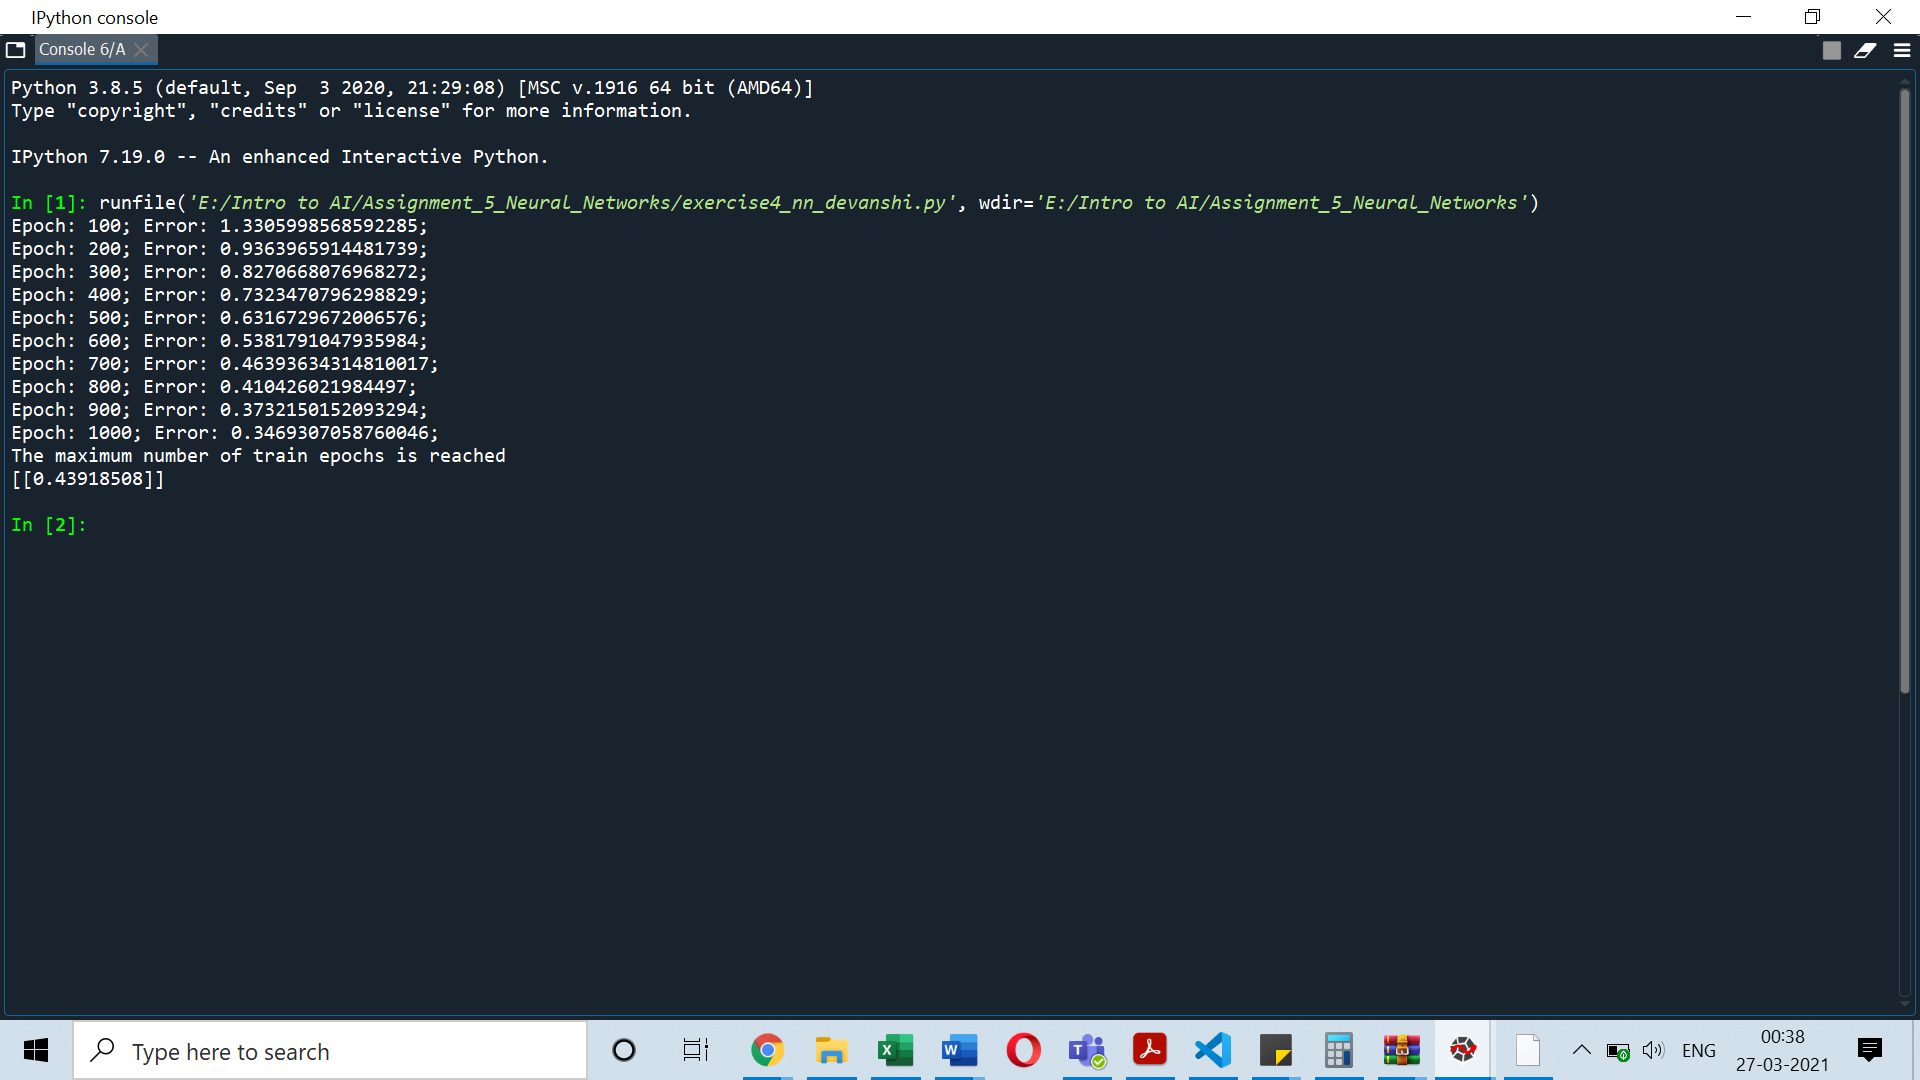 IPython console
Console 6/A
Python 3.8.5 (default, Sep  3 2020, 21:29:08) [MSC v.1916 64 bit (AMD64)]
Type "copyright", "credits" or "license" for more information.
IPython 7.19.0 -- An enhanced Interactive Python.
In [1]: runfile('E:/Intro to AI/Assignment_5_Neural_Networks/exercise4_nn_devanshi.py', wdir='E:/Intro to AI/Assignment_5_Neural_Networks')
Epoch: 100; Error: 1.3305998568592285;
Epoch: 200; Error: 0.9363965914481739;
Epoch: 300; Error: 0.8270668076968272;
Epoch: 400; Error: 0.7323470796298829;
Epoch: 500; Error: 0.6316729672006576;
Epoch: 600; Error: 0.5381791047935984;
Epoch: 700; Error: 0.46393634314810017;
Epoch: 800; Error: 0.410426021984497;
Epoch: 900; Error: 0.3732150152093294;
Epoch: 1000; Error: 0.3469307058760046;
The maximum number of train epochs is reached
[[0.43918508]]
In [2]:
Type here to search
ENG
00:38
27-03-2021